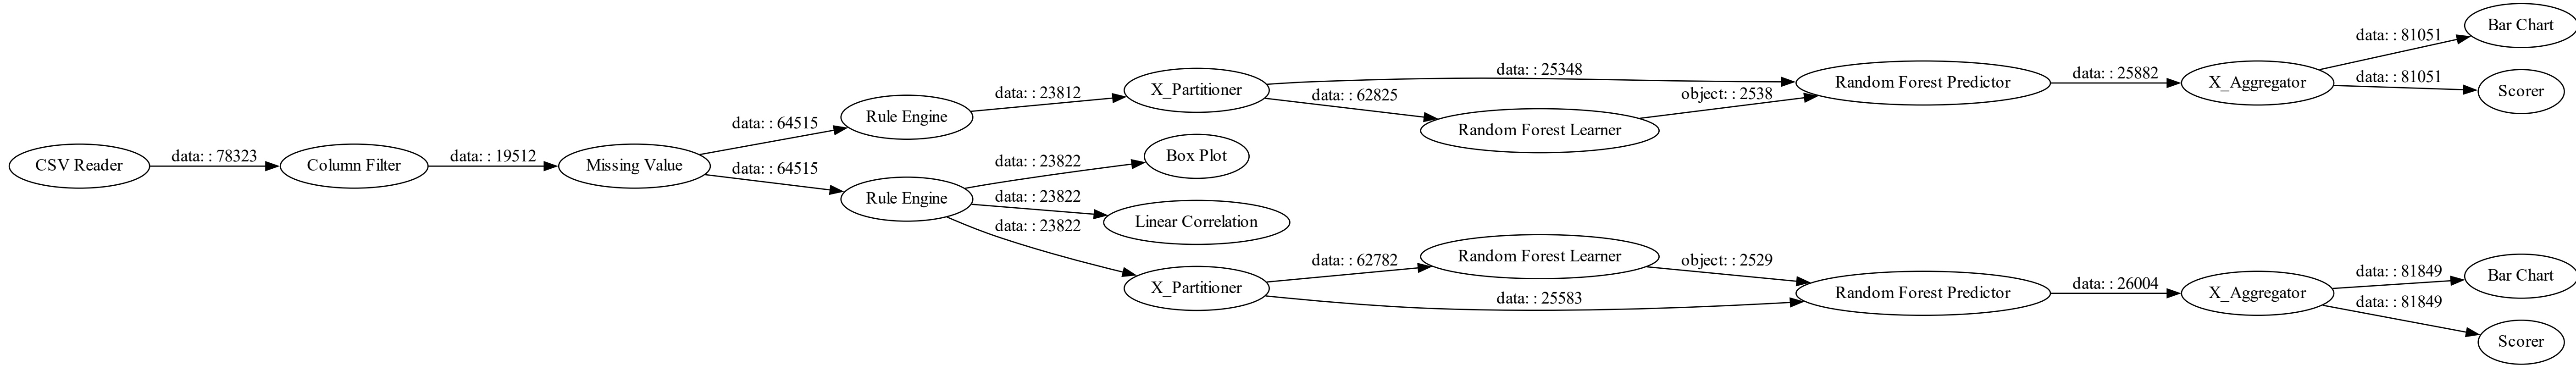 CSV Reader
data: : 78323
Column Filter
data: : 19512
Missing Value
data: : 64515
data: : 64515
Rule Engine
data: : 23812
X_Partitioner
data: : 25348
data: : 62825
Random Forest Learner
object: : 2538
Random Forest Predictor
data: : 25882
X_Aggregator
data: : 81051
Bar Chart
data: : 81051
Scorer
Rule Engine
data: : 23822
Box Plot
data: : 23822
Linear Correlation
data: : 23822
X_Partitioner
data: : 62782
Random Forest Learner
object: : 2529
data: : 25583
Random Forest Predictor
data: : 26004
X_Aggregator
data: : 81849
Bar Chart
data: : 81849
Scorer